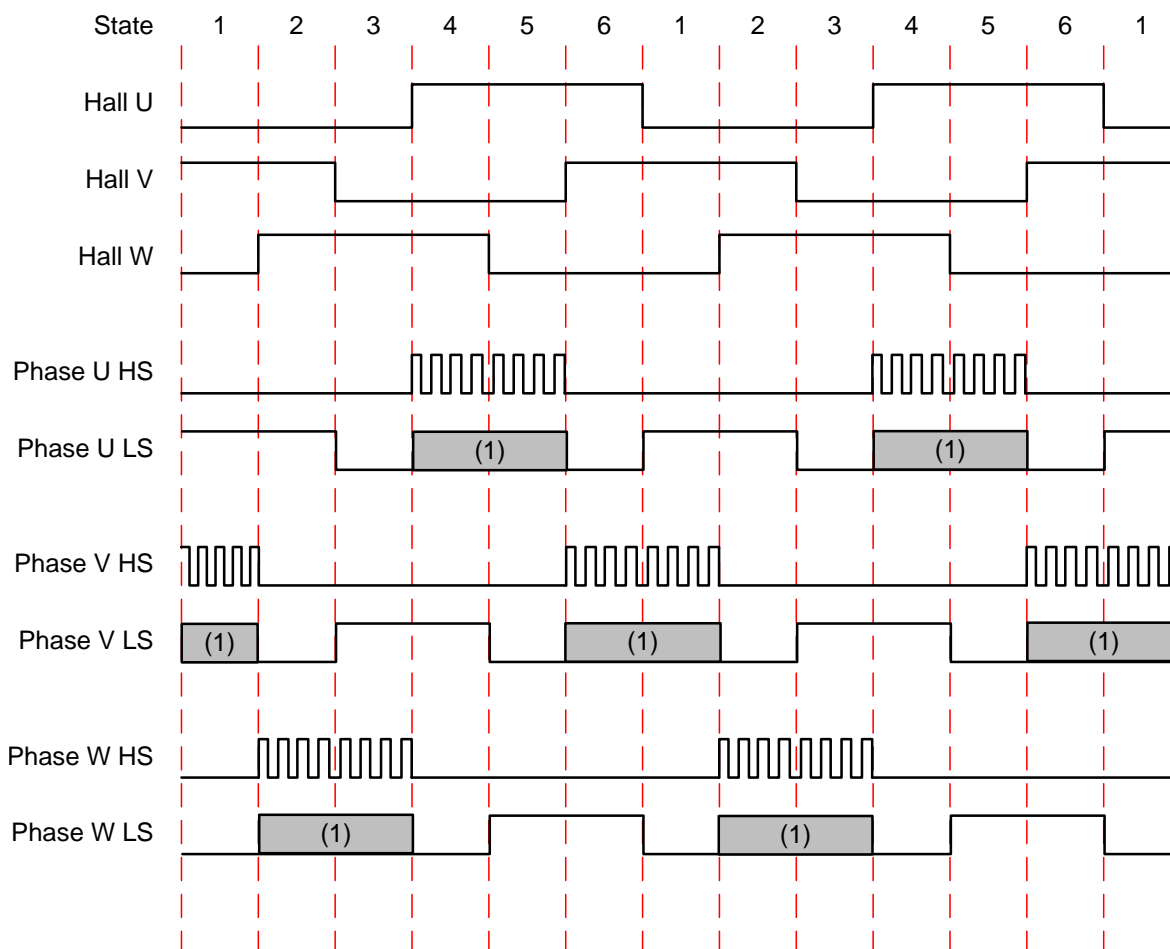 State 1 2 3 4 5 6 1 2 3 4 5 6 1
Hall U
Hall V
Hall W
Phase U HS
Phase U LS (1) (1)
Phase V HS
Phase V LS (1) (1) (1)
Phase W HS
Phase W LS (1) (1)